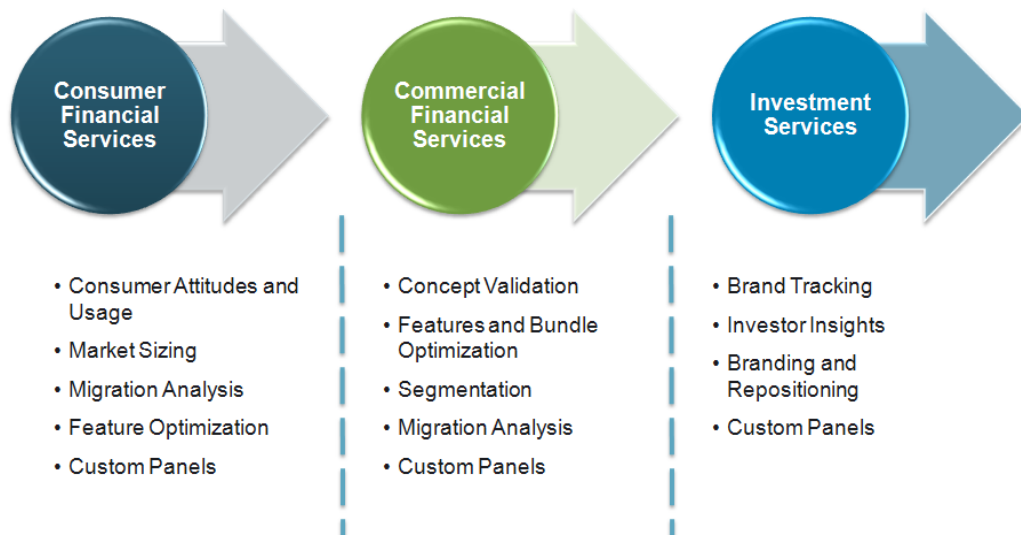 Consumer
Financial
Services
• Consumer Attitudes and
Usage
• Market Sizing
• Migration Analysis
• Feature Optimization
• Custom Panels
Commercial
Financial
Services
• Concept Validation
• Features and Bundle
Optimization
• Segmentation
• Migration Analysis
• Custom Panels
Investment
Services
• Brand Tracking
• Investor Insights
• Branding and
Repositioning
• Custom Panels